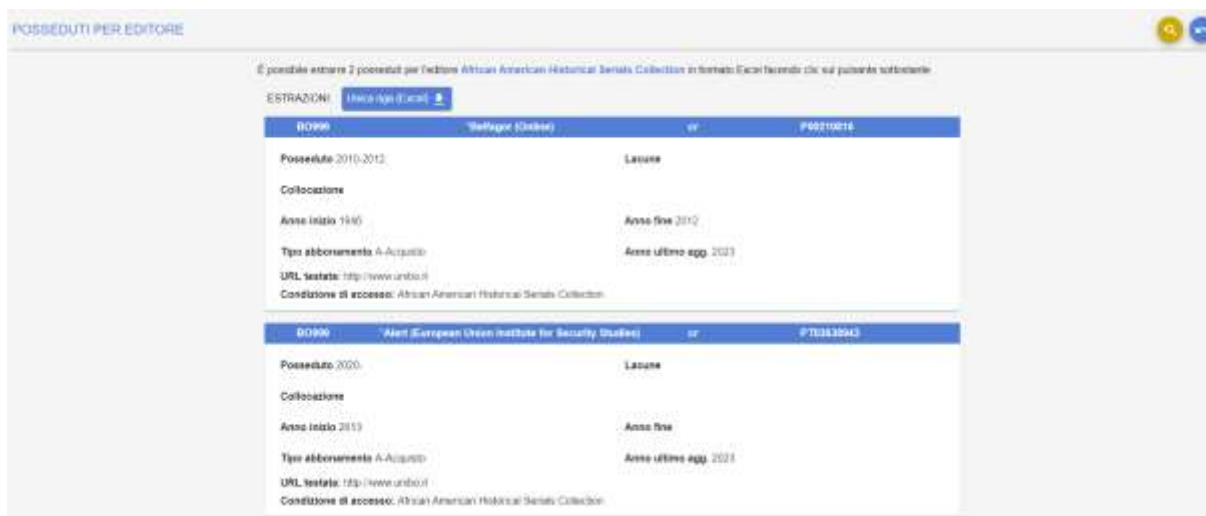 POSSEDUTI PER EDITORE
È possibile estrarre 2 posseduti per l'editore African American Historical Serials Collection in formato Excel facendo clic sul pulsante sottostante
ESTRAZIONI: Unica riga (Excel)
BO999 'Belfagor (Online) or P00210016
Posseduto 2010-2012; Lacune
Collocazione
Anno inizio 1946 Anno fine 2012
Tipo abbonamento A-Acquisto Anno ultimo agg. 2023
URL testata: http://www.unibo.it
Condizione di accesso: African American Historical Serials Collection
BO999 'Alert (European Union Institute for Security Studies) or
Posseduto 2020- Lacune
Collocazione
Anno inizio 2013 Anno fine
Tipo abbonamento A-Acquisto Anno ultimo agg. 2023
URL testata: http://www.unibo.it
Condizione di accesso: African American Historical Serials Collection